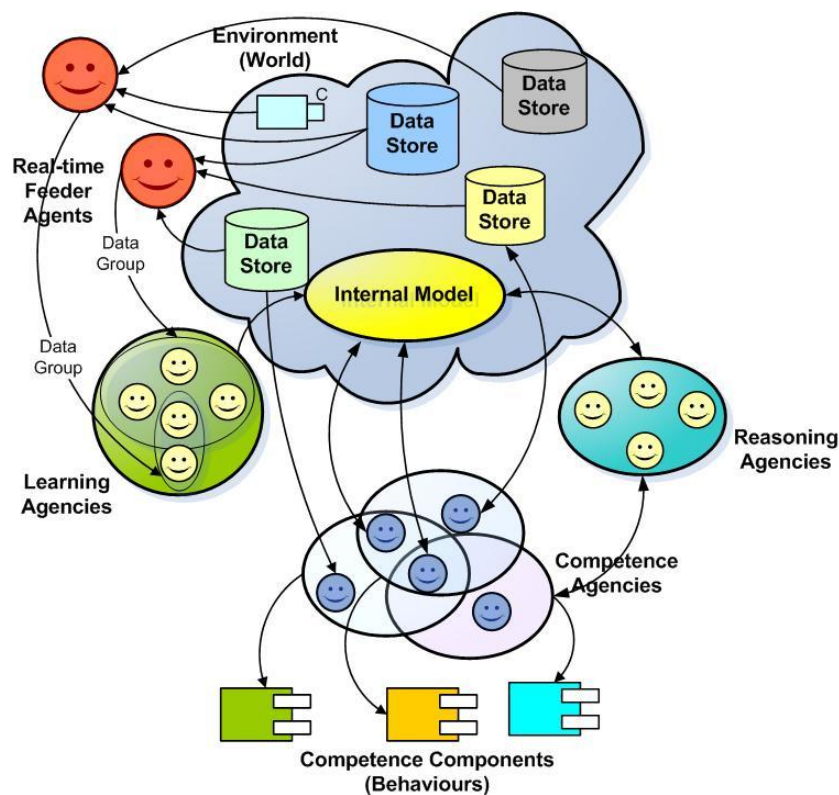 Environment
(World)
C
Data
Store
Data
Store
Real-time
Feeder
Agents
Data
Store
Data
Group
Data
Store
Internal Model
Data
Group
Learning
Agencies
Reasoning
Agencies
Competence
Agencies
Competence Components
(Behaviours)